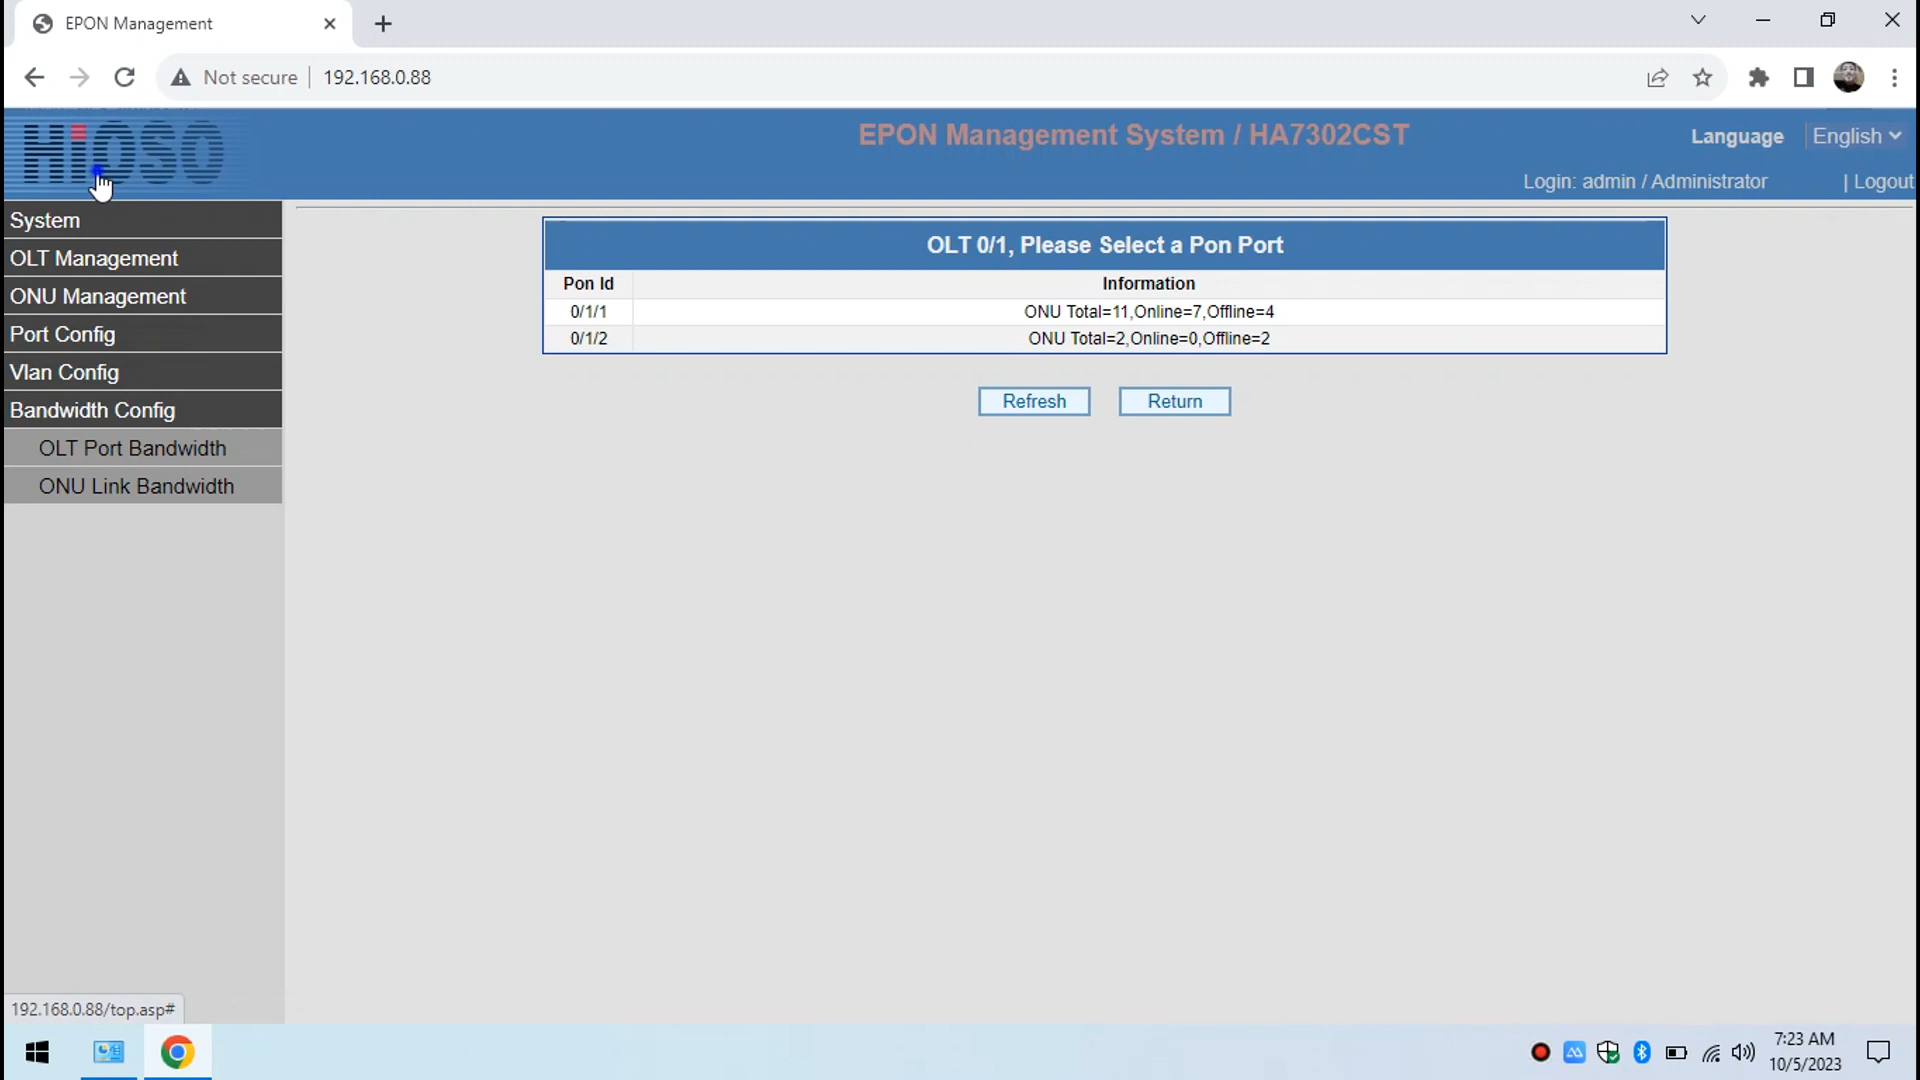 EPON Management
Not secure
192.168.0.88
HiOSO
EPON Management System / HA7302CST
Language English
Login: admin / Administrator | Logout
System
OLT Management
ONU Management
Port Config
Vlan Config
Bandwidth Config
OLT Port Bandwidth
ONU Link Bandwidth
OLT 0/1, Please Select a Pon Port
Pon Id Information
0/1/1 ONU Total=11,Online=7,Offline=4
0/1/2 ONU Total=2,Online=0,Offline=2
Refresh Return
192.168.0.88/top.asp#
7:23 AM
10/5/2023